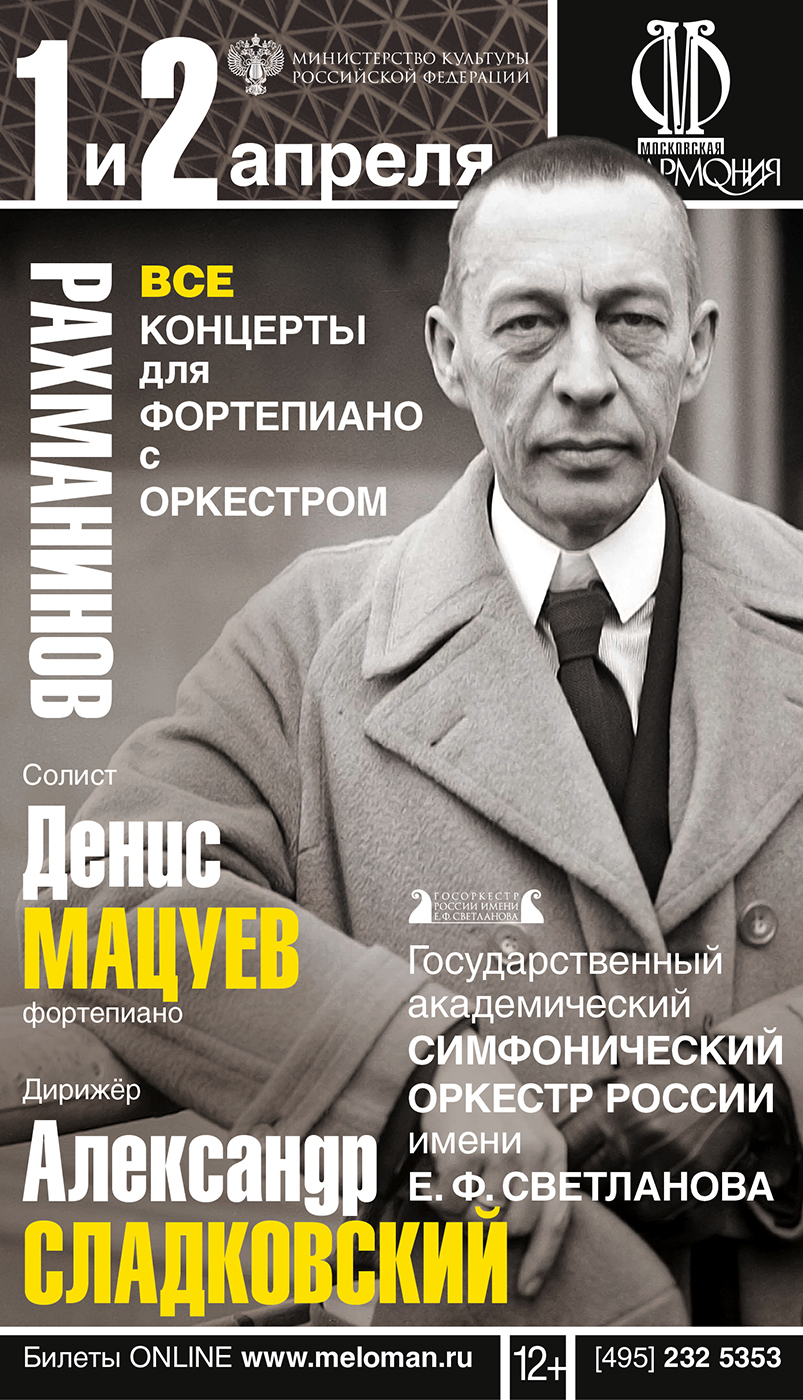 1 и 2 апреля
МИНИСТЕРСТВО КУЛЬТУРЫ
РОССИЙСКОЙ ФЕДЕРАЦИИ
МОСКОВСКАЯ
АРМОНИЯ
РАХМАНИНОВ
ВСЕ
КОНЦЕРТЫ
для
ФОРТЕПИАНО
с
ОРКЕСТРОМ
Солист
Денис
МАЦУЕВ
фортепиано
Дирижёр
Александр
СЛАДКОВСКИЙ
ГОСОРКЕСТР
РОССИИ ИМЕНИ
Е.Ф.СВЕТЛАНОВА
Государственный
академический
СИМФОНИЧЕСКИЙ
ОРКЕСТР РОССИИ
имени
Е. Ф. СВЕТЛАНОВА
Билеты ONLINE www.meloman.ru
12+
[495] 232 5353